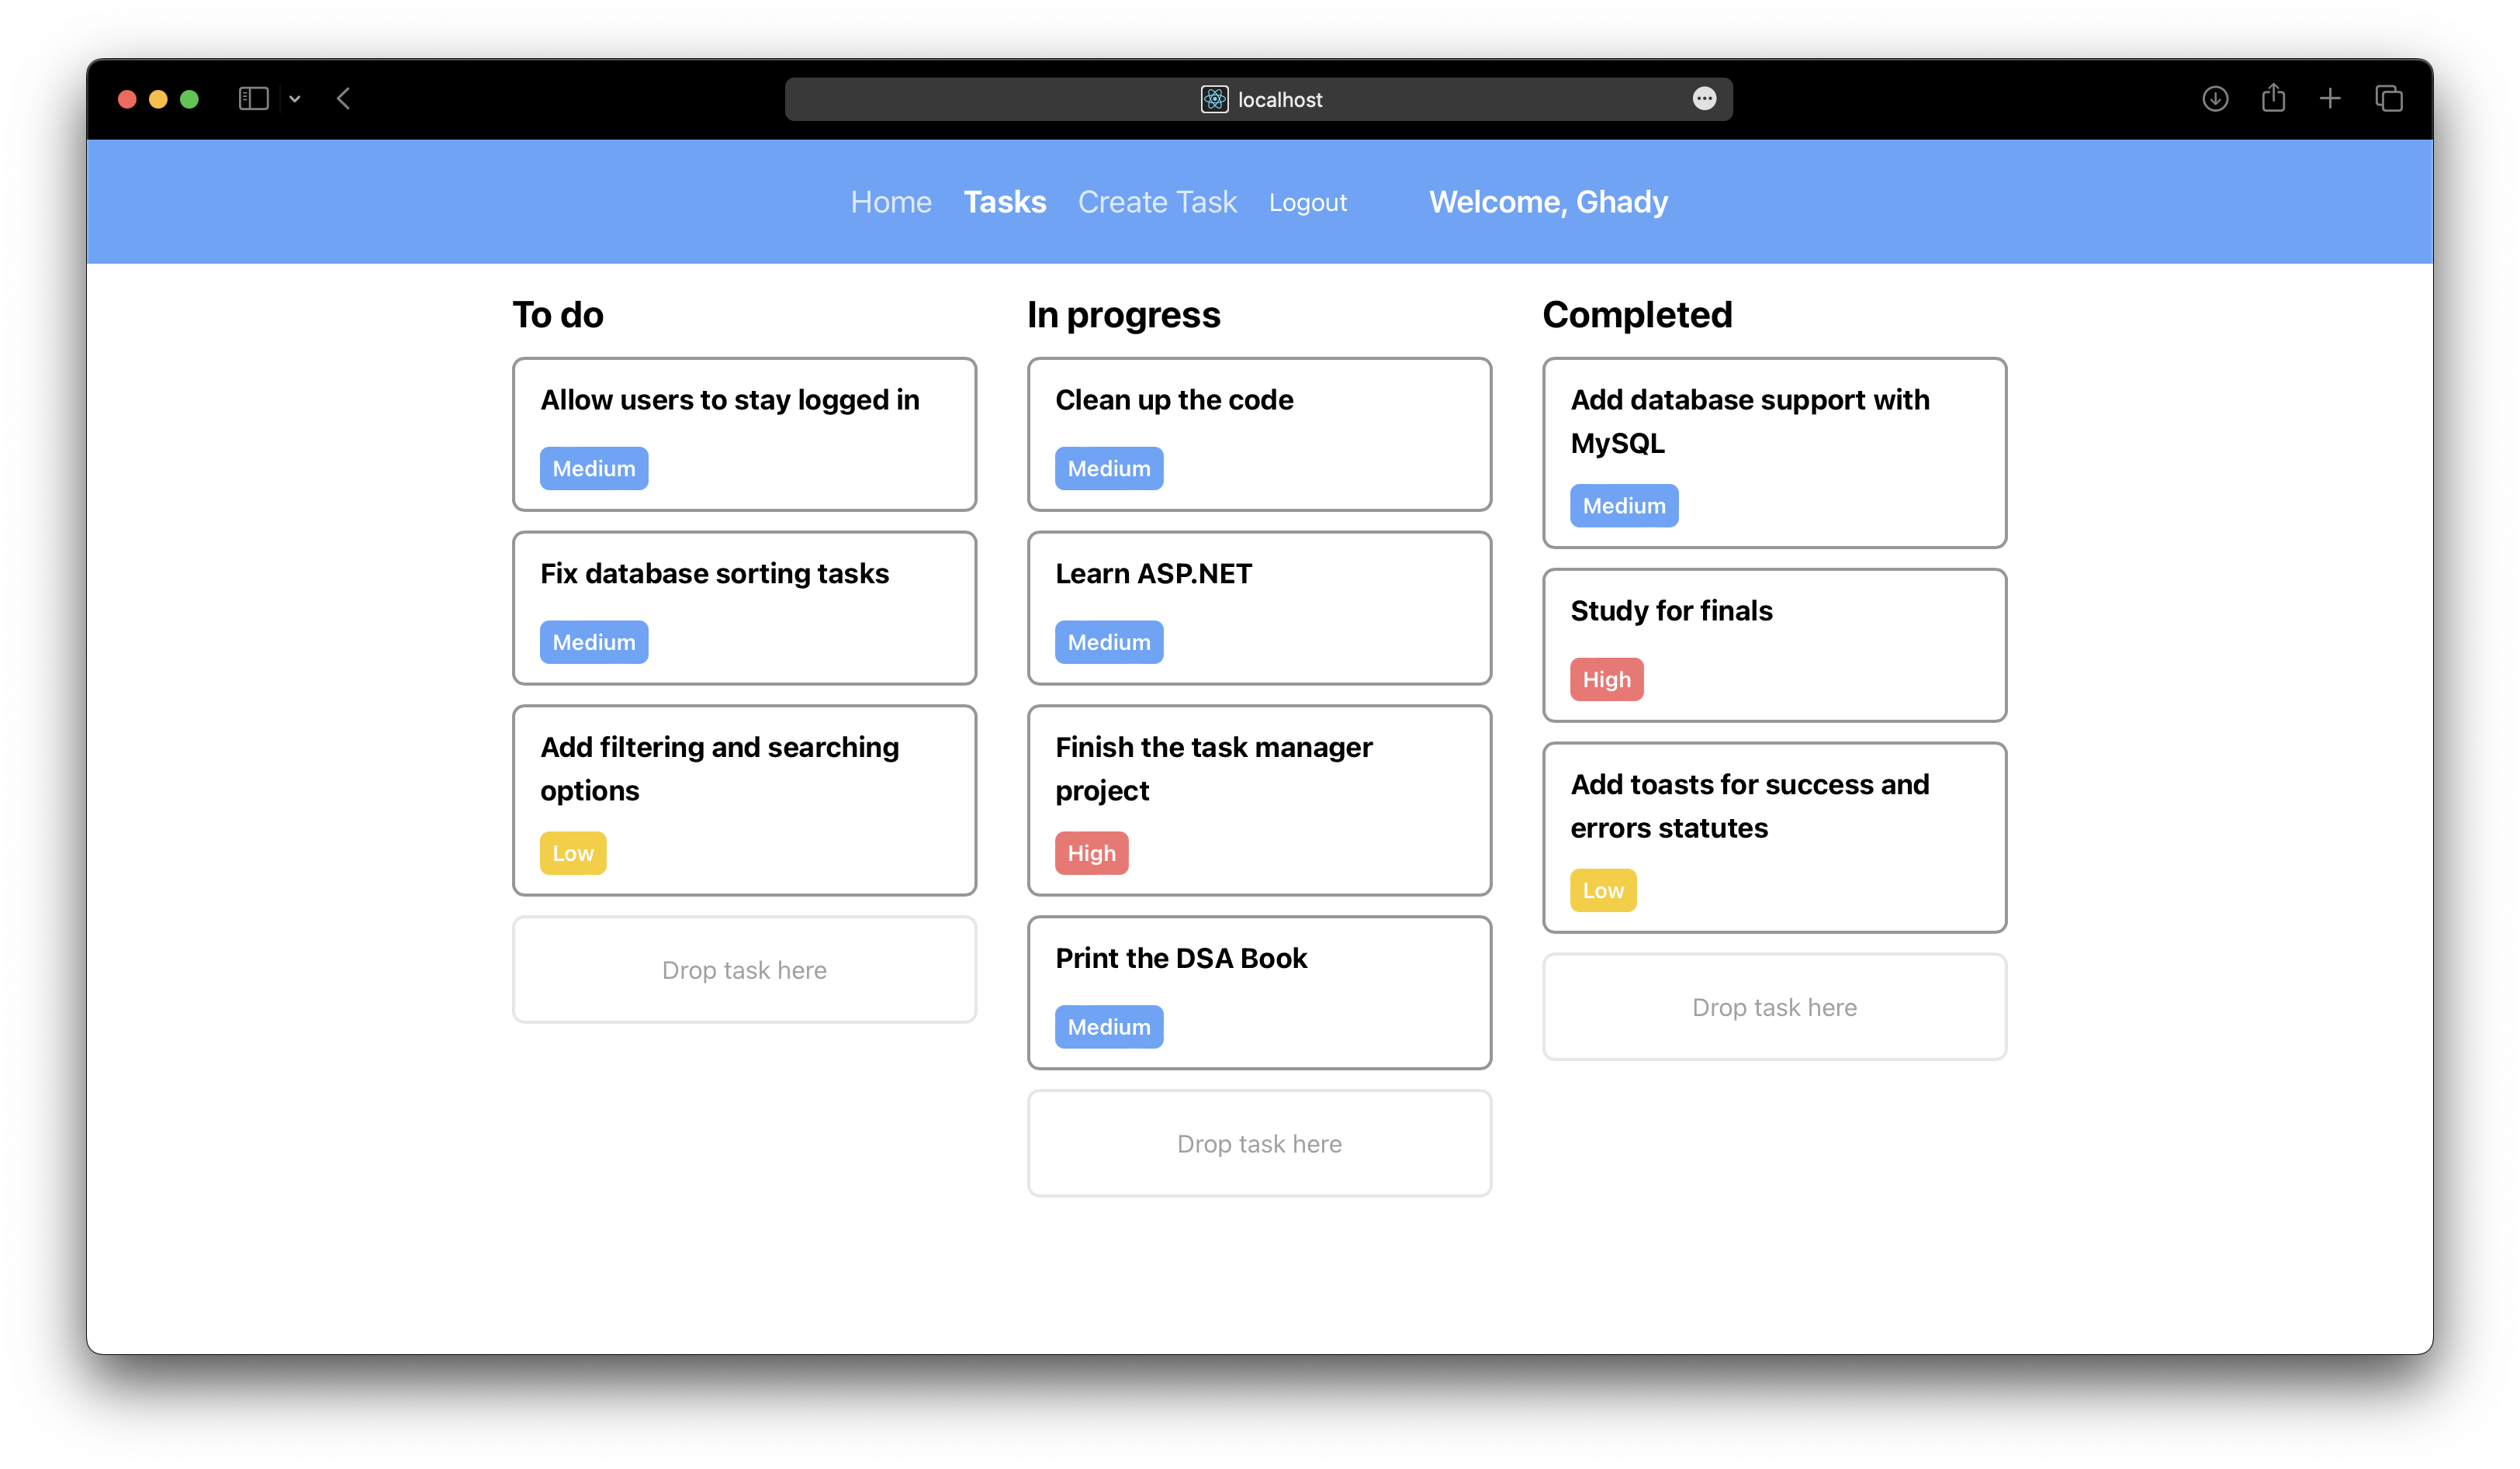 localhost
Home Tasks Create Task Logout Welcome, Ghady
To do
Allow users to stay logged in
Medium
Fix database sorting tasks
Medium
Add filtering and searching
options
Low
Drop task here
In progress
Clean up the code
Medium
Learn ASP.NET
Medium
Finish the task manager
project
High
Print the DSA Book
Medium
Drop task here
Completed
Add database support with
MySQL
Medium
Study for finals
High
Add toasts for success and
errors statutes
Low
Drop task here